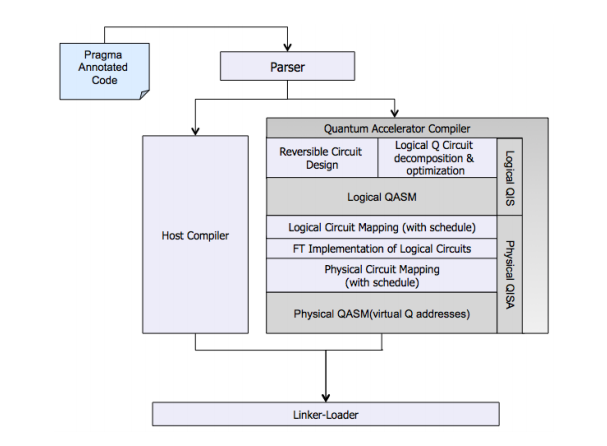 Pragma
Annotated
Code
Parser
Quantum Accelerator Compiler
Reversible Circuit
Design
Logical Q Circuit
decomposition &
optimization
Logical QIS
Logical QASM
Host Compiler
Logical Circuit Mapping (with schedule)
FT Implementation of Logical Circuits
Physical Circuit Mapping
(with schedule)
Physical QISA
Physical QASM(virtual Q addresses)
Linker-Loader